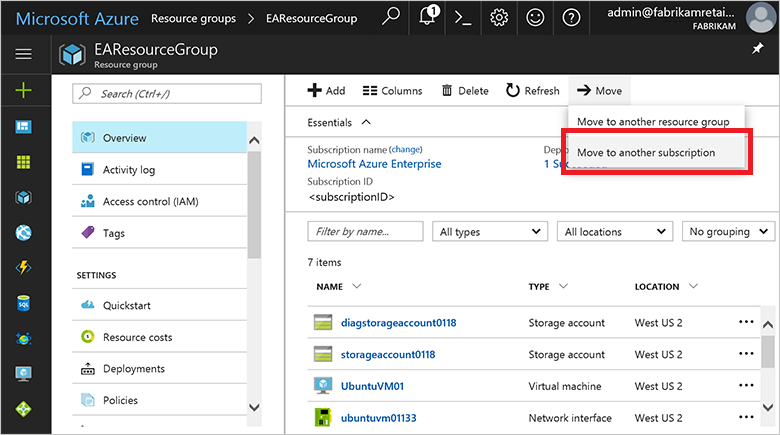 Microsoft Azure Resource groups > EAResourceGroup
1
admin@fabrikamretai...
FABRIKAM
EAResourceGroup
Resource group
Search (Ctrl+/)
Overview
Activity log
Access control (IAM)
Tags
SETTINGS
Quickstart
Resource costs
Deployments
Policies
SQL
Add Columns Delete Refresh Move
Move to another resource group
Move to another subscription
Essentials
Subscription name (change)
Microsoft Azure Enterprise
Subscription ID
<subscriptionID>
Filter by name... All types All locations No grouping
7 items
NAME TYPE LOCATION
diagstorageaccount0118 Storage account West US 2 ...
storageaccount0118 Storage account West US 2 ...
UbuntuVM01 Virtual machine West US 2 ...
ubuntuvm01133 Network interface West US 2 ...